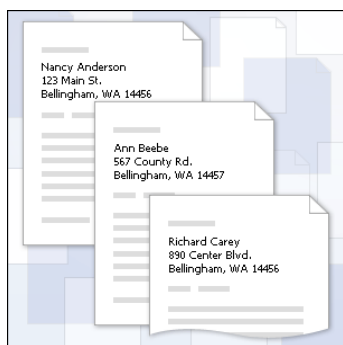 Nancy Anderson
123 Main St.
Bellingham, WA 14456
Ann Beebe
567 County Rd.
Bellingham, WA 14457
Richard Carey
890 Center Blvd.
Bellingham, WA 14456